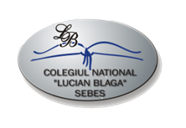 LB
COLEGIUL NATIONAL
"LUCIAN BLAGA"
SEBES